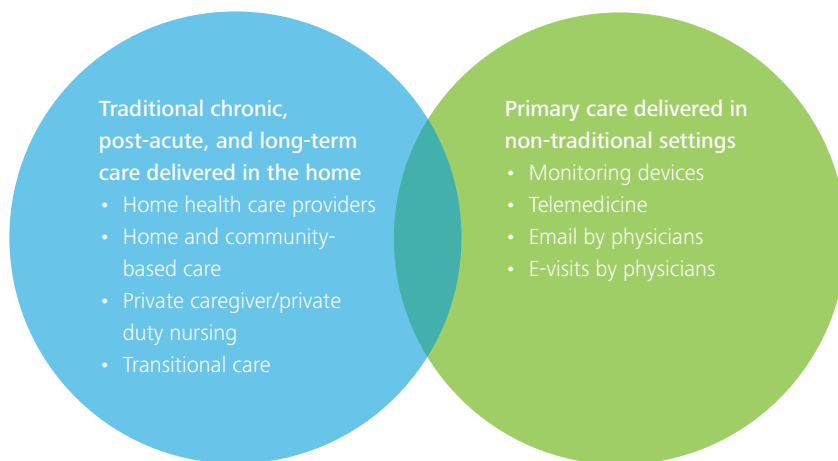 Traditional chronic,
post-acute, and long-term
care delivered in the home
• Home health care providers
• Home and community-
based care
• Private caregiver/private
duty nursing
• Transitional care
Primary care delivered in
non-traditional settings
• Monitoring devices
• Telemedicine
• Email by physicians
• E-visits by physicians